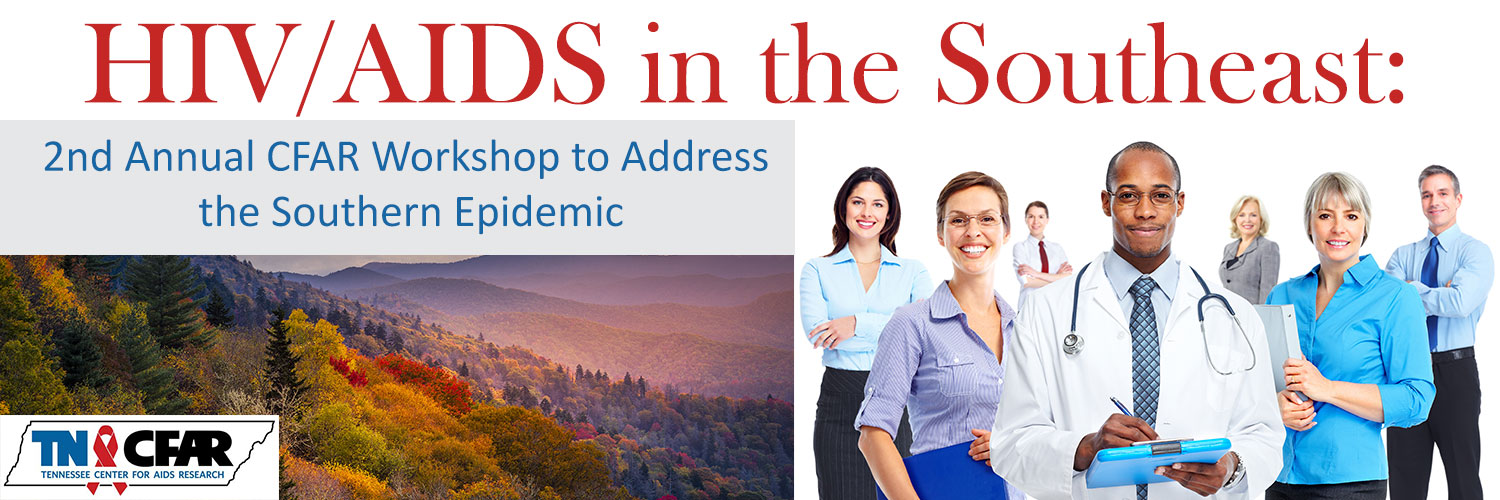 HIV/AIDS in the Southeast:
2nd Annual CFAR Workshop to Address
the Southern Epidemic
TN CFAR
TENNESSEE CENTER FOR AIDS RESEARCH